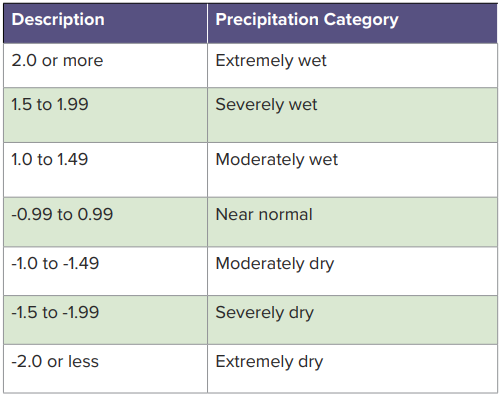 Description Precipitation Category
2.0 or more Extremely wet
1.5 to 1.99 Severely wet
1.0 to 1.49 Moderately wet
-0.99 to 0.99 Near normal
-1.0 to -1.49 Moderately dry
-1.5 to -1.99 Severely dry
-2.0 or less Extremely dry